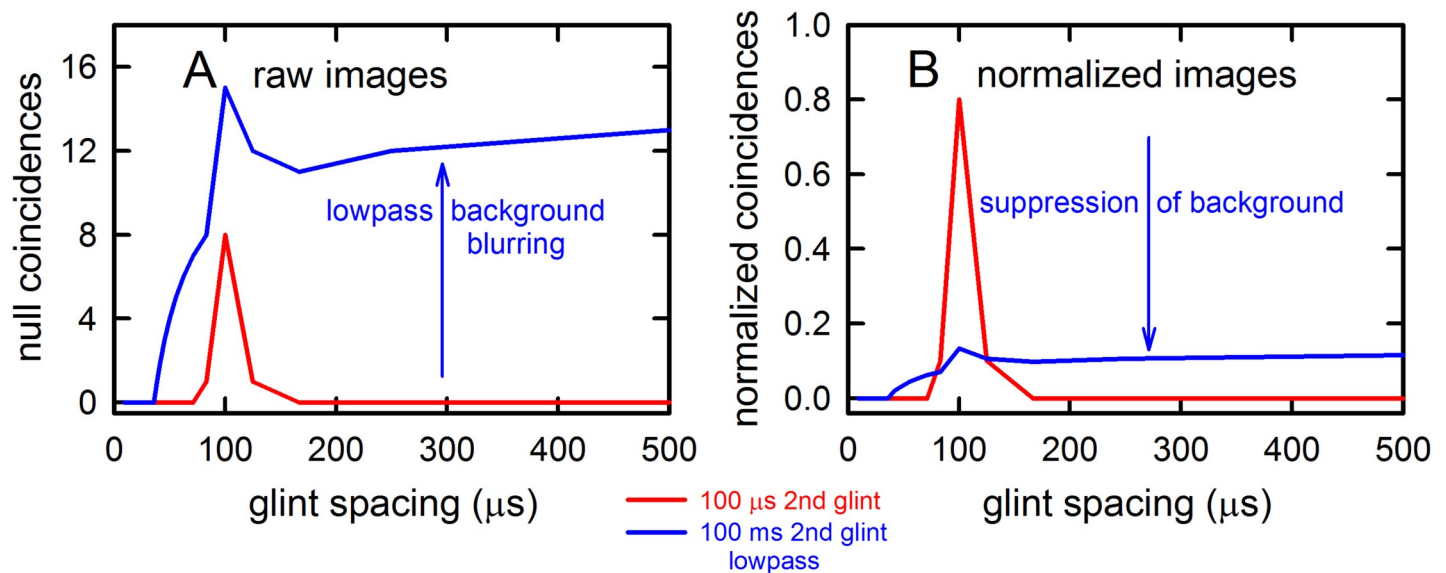 A raw images
null coincidences
16
12
8
4
0
lowpass background
blurring
0 100 200 300 400 500
glint spacing (μs)
B normalized images
normalized coincidences
1.0
0.8
0.6
0.4
0.2
0.0
suppression of background
0 100 200 300 400 500
glint spacing (μs)
100 μs 2nd glint
100 ms 2nd glint
lowpass